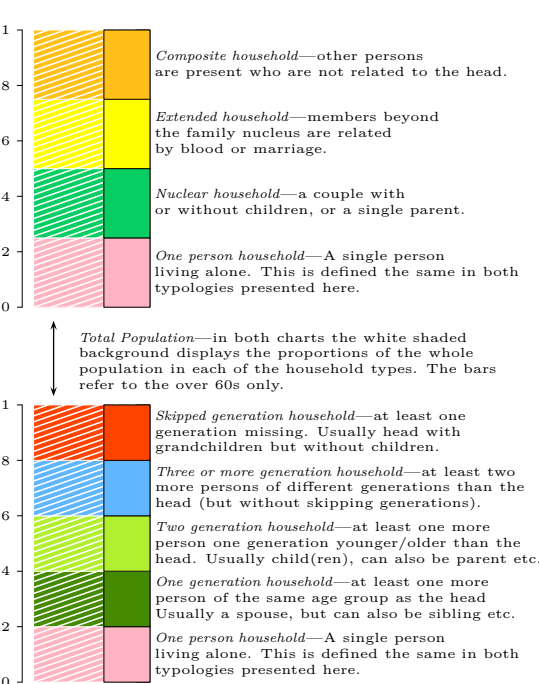 1
Composite household—other persons
are present who are not related to the head.
8
Extended household—members beyond
the family nucleus are related
by blood or marriage.
6
4
Nuclear household—a couple with
or without children, or a single parent.
2
One person household—A single person
living alone. This is defined the same in both
typologies presented here.
0
Total Population—in both charts the white shaded
background displays the proportions of the whole
population in each of the household types. The bars
refer to the over 60s only.
1
Skipped generation household—at least one
generation missing. Usually head with
grandchildren but without children.
8
Three or more generation household—at least two
more persons of different generations than the
head (but without skipping generations).
6
Two generation household—at least one more
person one generation younger/older than the
head. Usually child(ren), can also be parent etc.
4
One generation household—at least one more
person of the same age group as the head
Usually a spouse, but can also be sibling etc.
2
One person household—A single person
living alone. This is defined the same in both
typologies presented here.
0